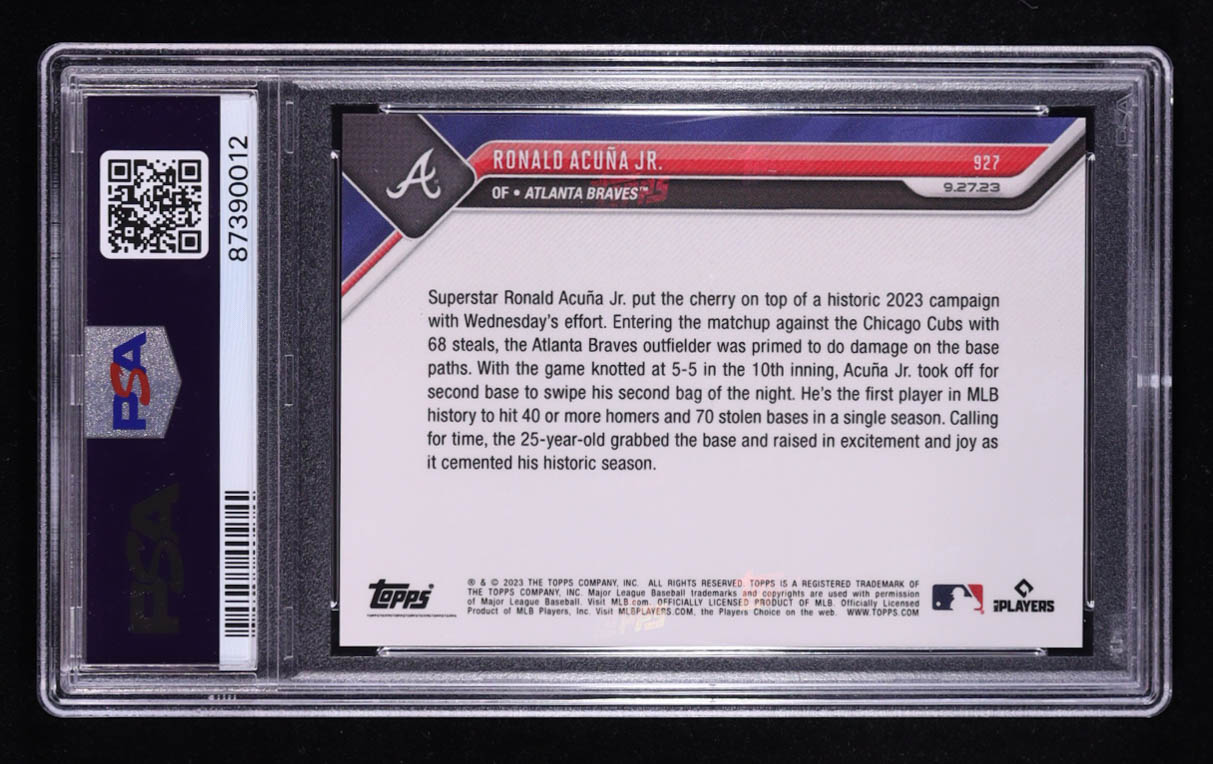 87390012
PSA
PSA
A
RONALD ACUÑA JR.
927
OF • ATLANTA BRAVES™
9.27.23
Superstar Ronald Acuña Jr. put the cherry on top of a historic 2023 campaign
with Wednesday's effort. Entering the matchup against the Chicago Cubs with
68 steals, the Atlanta Braves outfielder was primed to do damage on the base
paths. With the game knotted at 5-5 in the 10th inning, Acuña Jr. took off for
second base to swipe his second bag of the night. He's the first player in MLB
history to hit 40 or more homers and 70 stolen bases in a single season. Calling
for time, the 25-year-old grabbed the base and raised in excitement and joy as
it cemented his historic season.
Topps
® & © 2023 THE TOPPS COMPANY, INC. ALL RIGHTS RESERVED. TOPPS IS A REGISTERED TRADEMARK OF
THE TOPPS COMPANY, INC. Major League Baseball trademarks and copyrights are used with permission
of Major League Baseball. Visit MLB.com. OFFICIALLY LICENSED PRODUCT OF MLB. Officially Licensed
Product of MLB Players, Inc. Visit MLBPLAYERS.COM, the Players Choice on the web. WWW.TOPPS.COM
PLAYERS